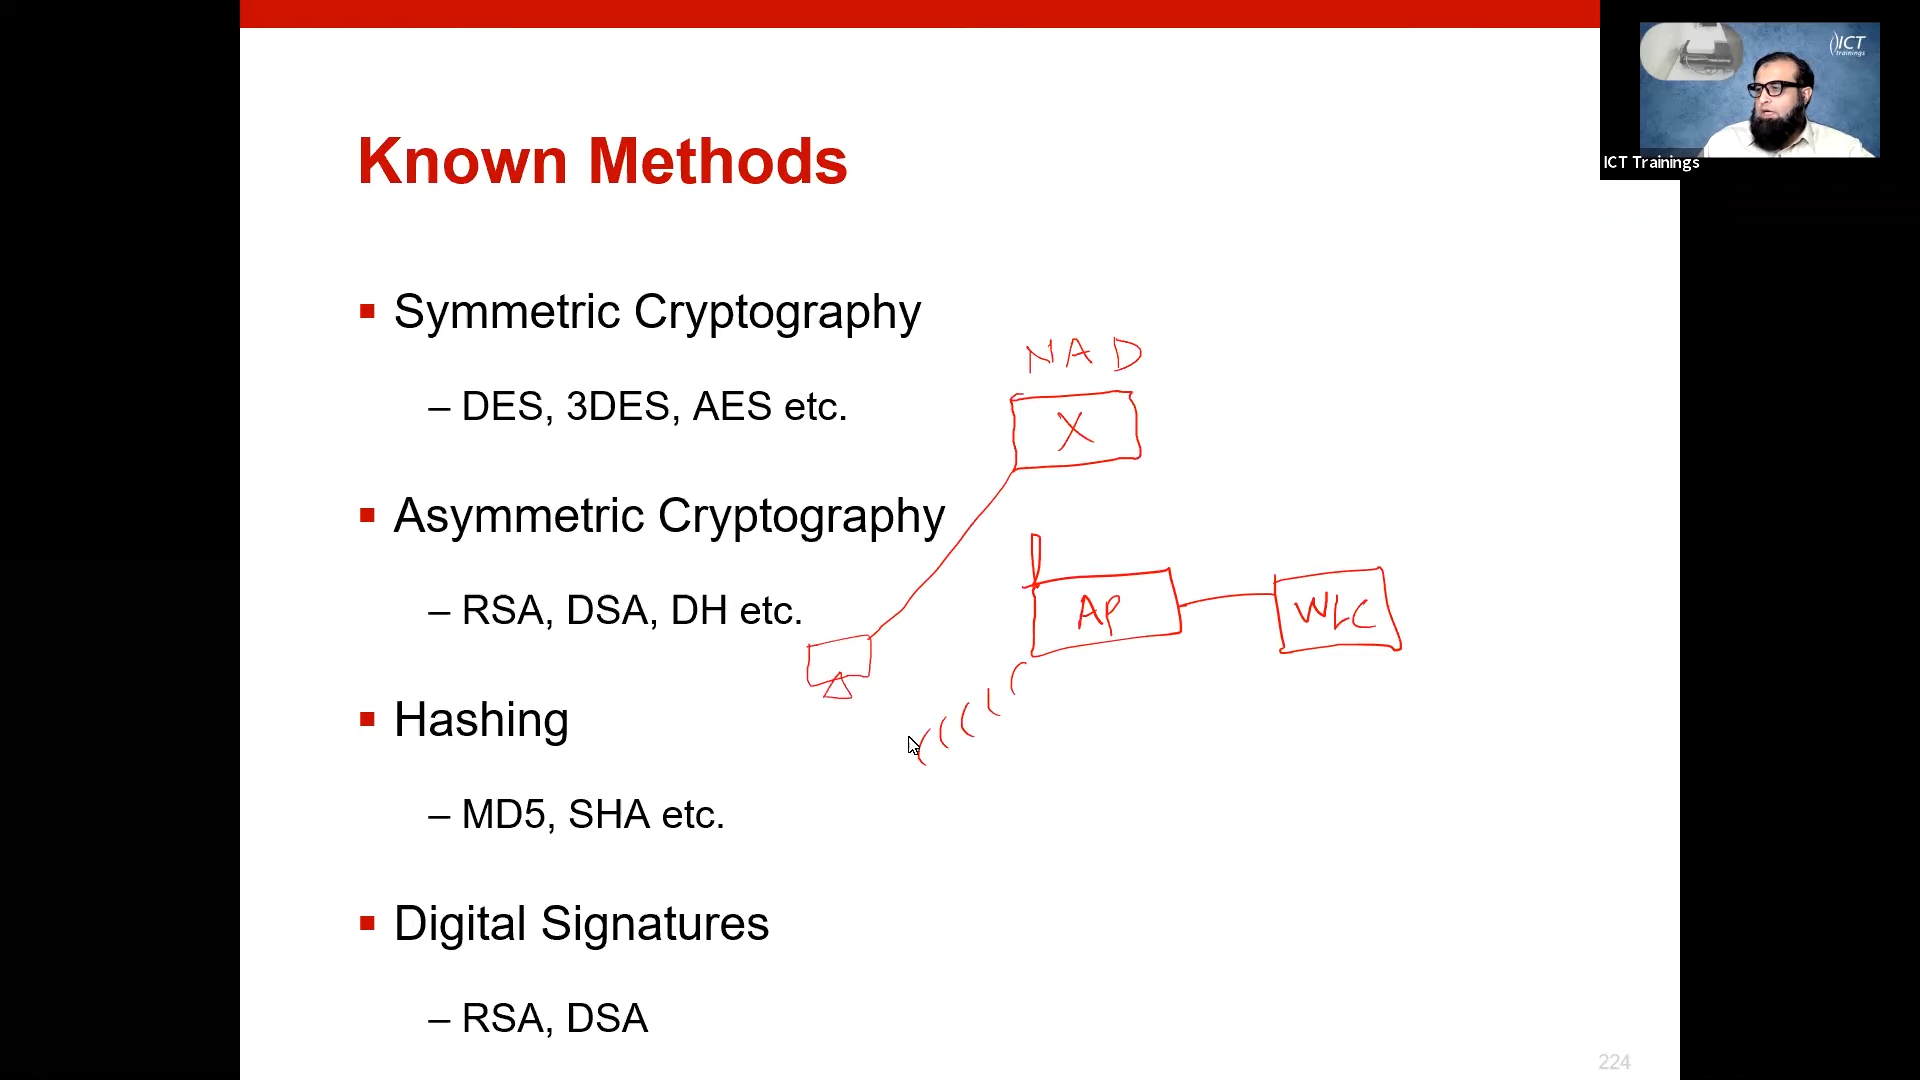 ICT
trainings
ICT Trainings
Known Methods
Symmetric Cryptography
– DES, 3DES, AES etc.
Asymmetric Cryptography
– RSA, DSA, DH etc.
Hashing
– MD5, SHA etc.
Digital Signatures
– RSA, DSA
NAD
X
AP
WLC
224